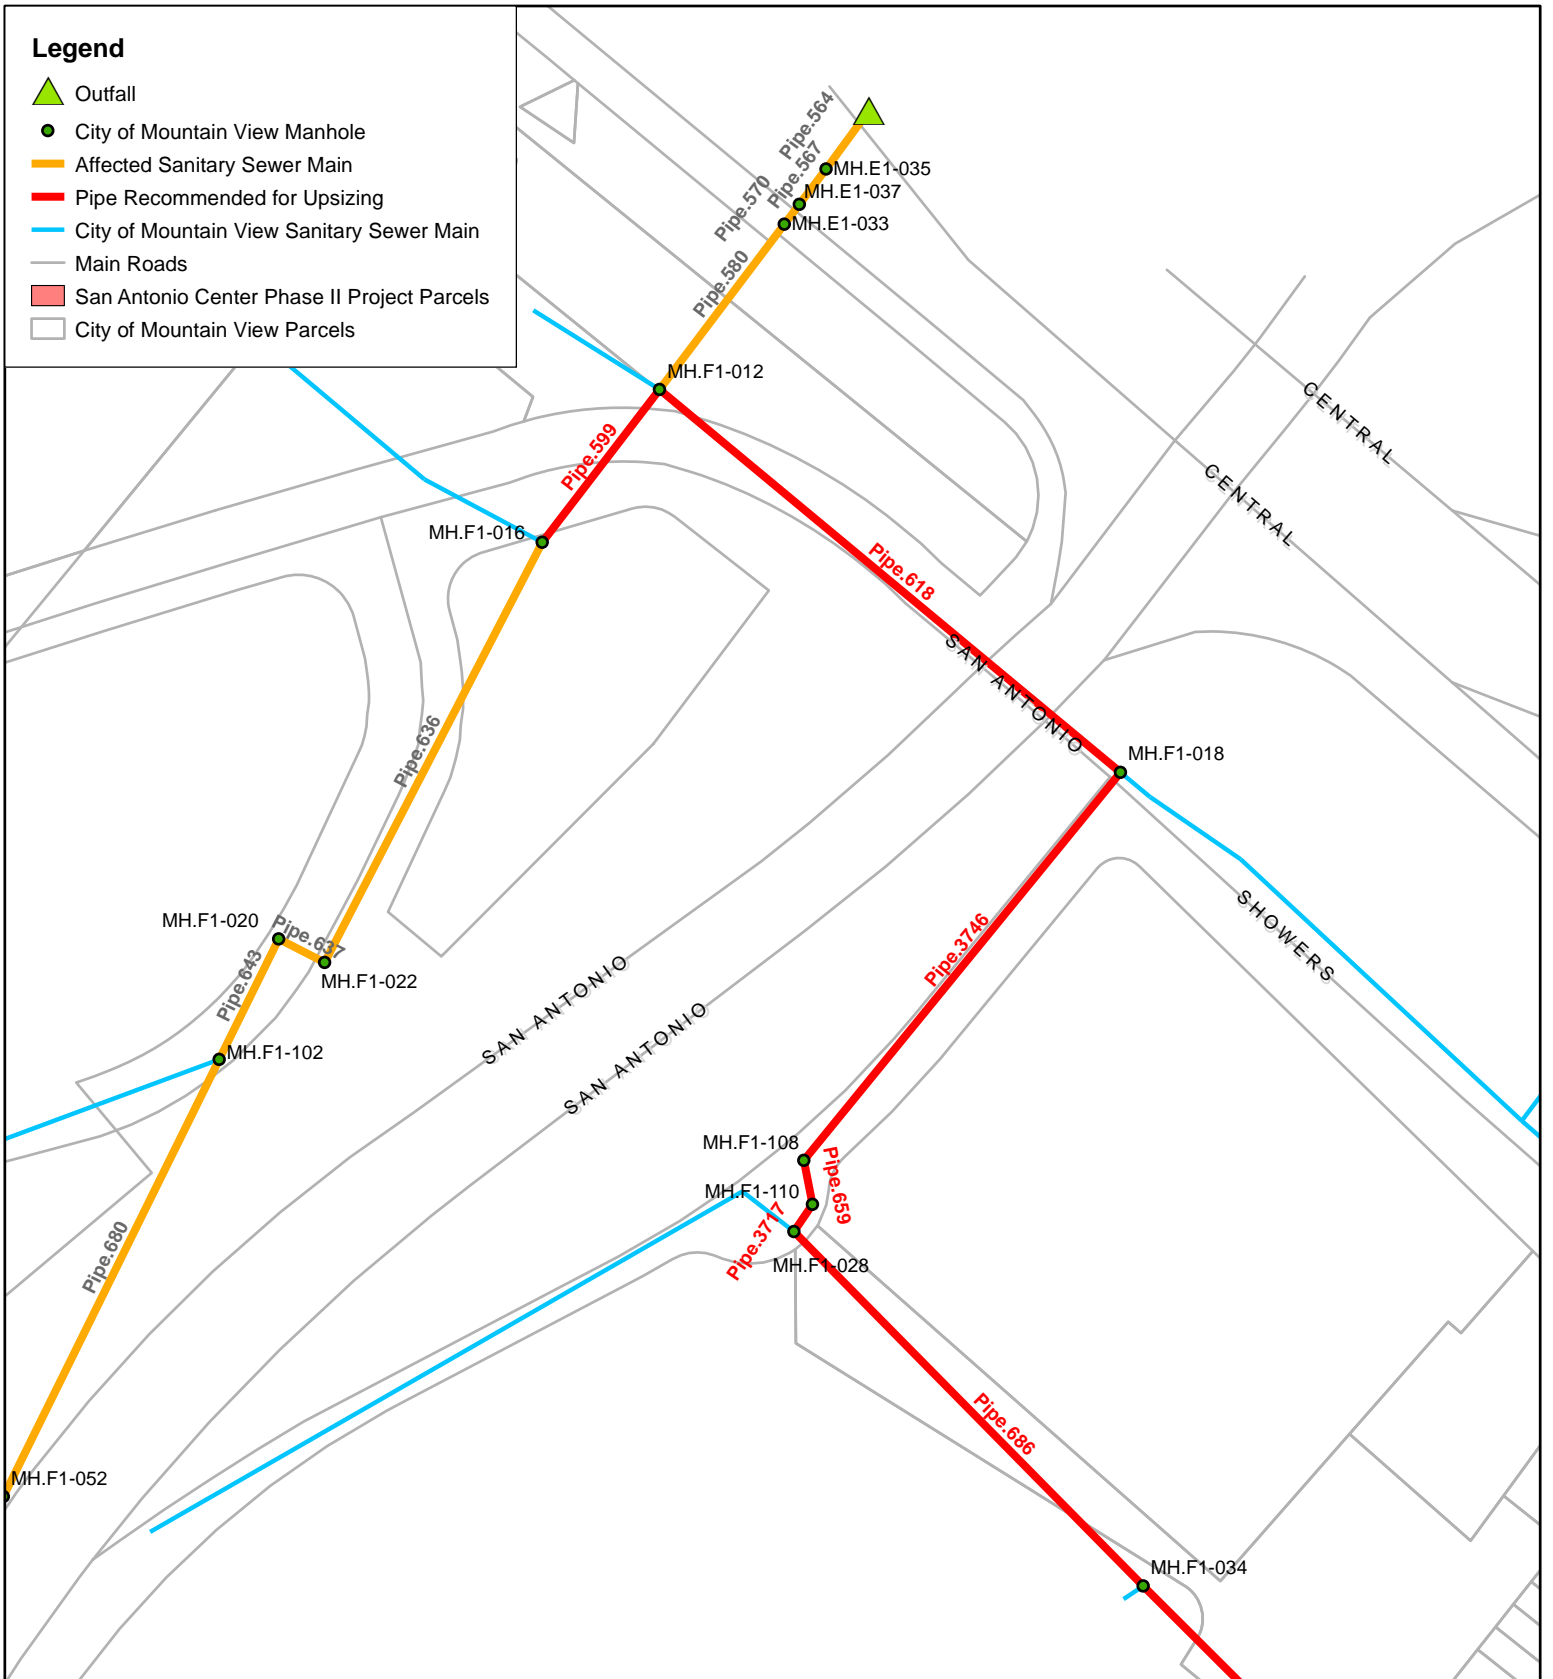 Legend
Outfall
City of Mountain View Manhole
Affected Sanitary Sewer Main
Pipe Recommended for Upsizing
City of Mountain View Sanitary Sewer Main
Main Roads
San Antonio Center Phase II Project Parcels
City of Mountain View Parcels
Pipe.564
MH.E1-035
Pipe.567
MH.E1-037
Pipe.570
MH.E1-033
Pipe.580
MH.F1-012
CENTRAL
CENTRAL
Pipe.599
MH.F1-016
Pipe.618
SAN ANTONIO
Pipe.636
MH.F1-018
MH.F1-020
Pipe.637
Pipe.643
MH.F1-022
Pipe.3746
SHOWERS
SAN ANTONIO
SAN ANTONIO
MH.F1-102
MH.F1-108
Pipe.659
MH.F1-110
Pipe.3717
MH.F1-028
Pipe.680
Pipe.686
MH.F1-052
MH.F1-034